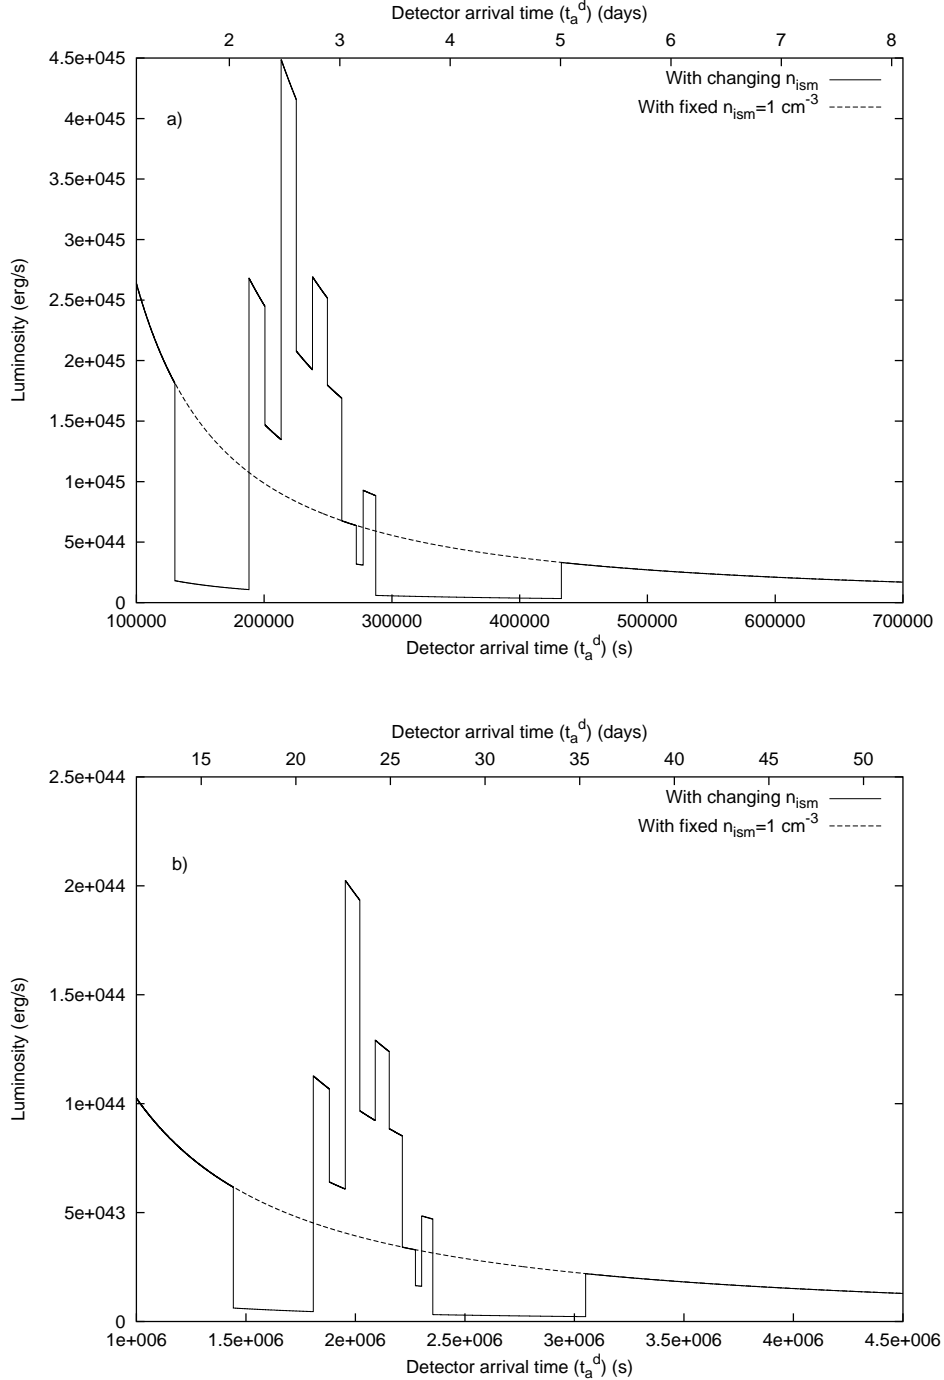 Detector arrival time (t_a^d) (days)
2 3 4 5 6 7 8
4.5e+045
4e+045
3.5e+045
3e+045
2.5e+045
2e+045
1.5e+045
1e+045
5e+044
0
Luminosity (erg/s)
a)
With changing n_ism
With fixed n_ism=1 cm^-3
100000 200000 300000 400000 500000 600000 700000
Detector arrival time (t_a^d) (s)
Detector arrival time (t_a^d) (days)
15 20 25 30 35 40 45 50
2.5e+044
2e+044
1.5e+044
1e+044
5e+043
0
Luminosity (erg/s)
b)
With changing n_ism
With fixed n_ism=1 cm^-3
1e+006 1.5e+006 2e+006 2.5e+006 3e+006 3.5e+006 4e+006 4.5e+006
Detector arrival time (t_a^d) (s)